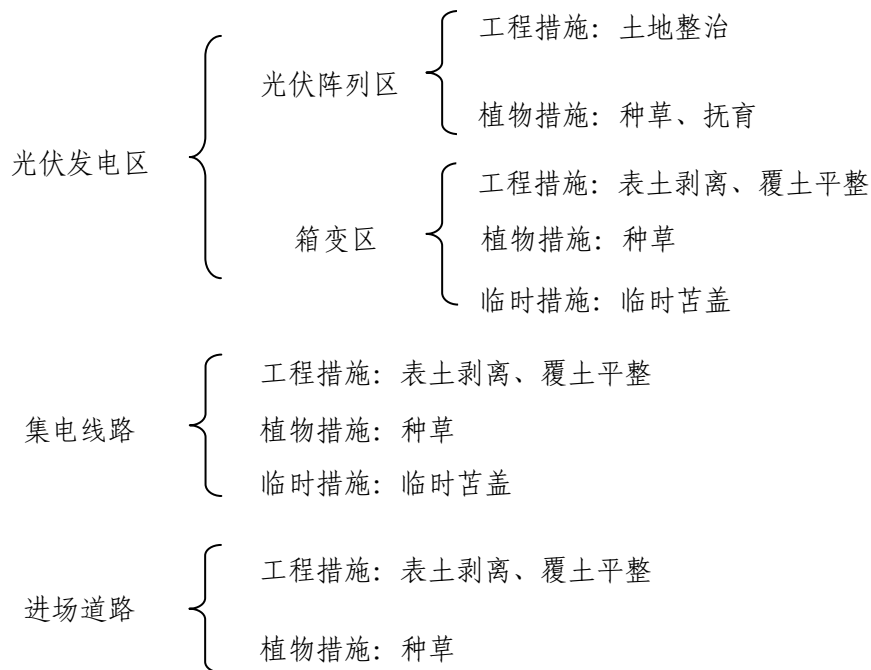 光伏发电区
光伏阵列区
工程措施：土地整治
植物措施：种草、抚育
箱变区
工程措施：表土剥离、覆土平整
植物措施：种草
临时措施：临时苫盖
集电线路
工程措施：表土剥离、覆土平整
植物措施：种草
临时措施：临时苫盖
进场道路
工程措施：表土剥离、覆土平整
植物措施：种草